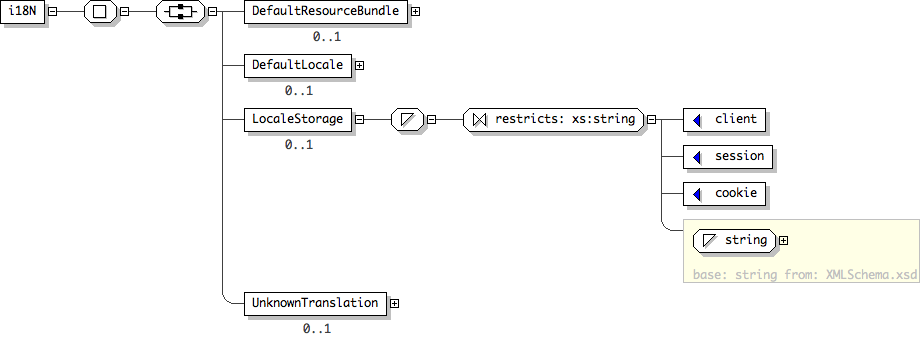 i18N
DefaultResourceBundle
0..1
DefaultLocale
0..1
LocaleStorage
0..1
restricts: xs:string
client
session
cookie
string
base: string from: XMLSchema.xsd
UnknownTranslation
0..1